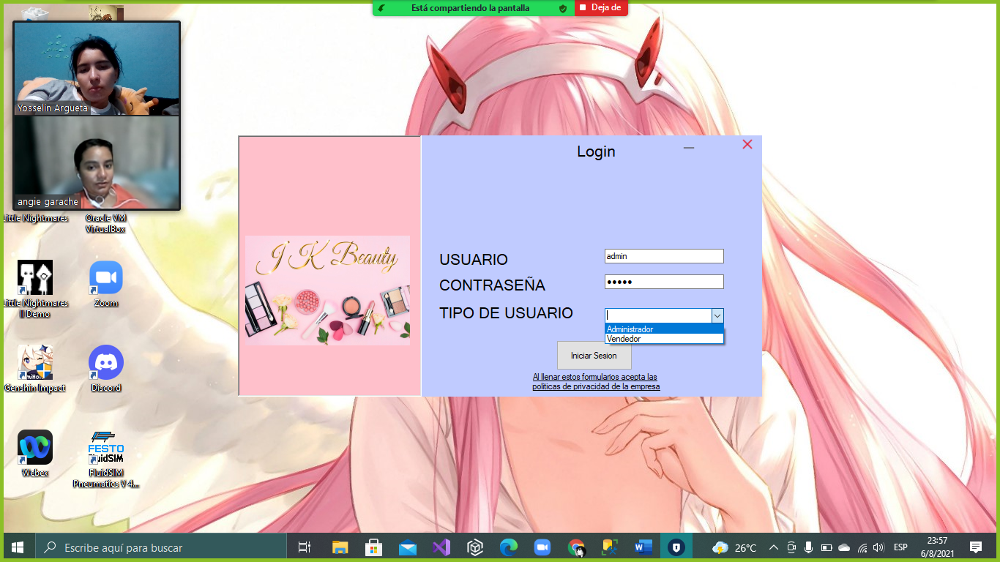 Está compartiendo la pantalla
Deja de
Yosselin Argueta
angie garache
Little Nightmares
Oracle VM
VirtualBox
Little Nightmares
II Demo
Zoom
Genshin Impact
Discord
Webex
FESTO
FluidSIM
FluidSIM
Pneumatics V 4...
Login
J K Beauty
USUARIO
admin
CONTRASEÑA
•••••
TIPO DE USUARIO
Administrador
Vendedor
Iniciar Sesion
Al llenar estos formularios acepta las
politicas de privacidad de la empresa
Escribe aquí para buscar
26°C
ESP
23:57
6/8/2021